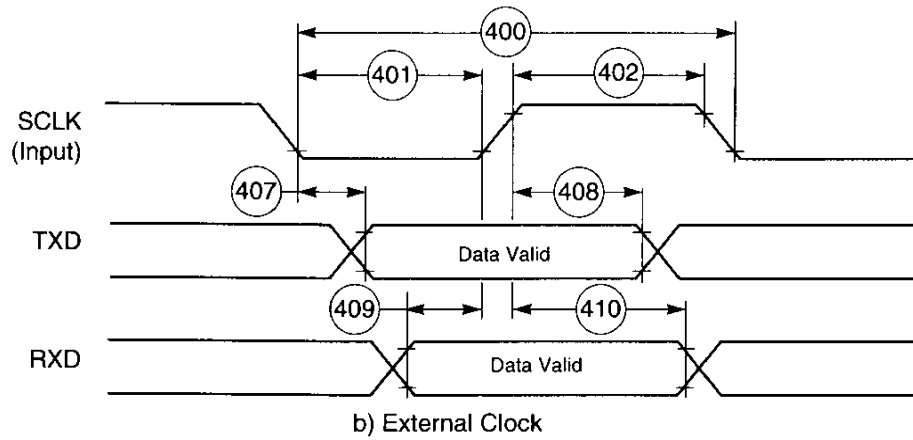 400
401
402
SCLK
(Input)
407
408
TXD
Data Valid
409
410
RXD
Data Valid
b) External Clock